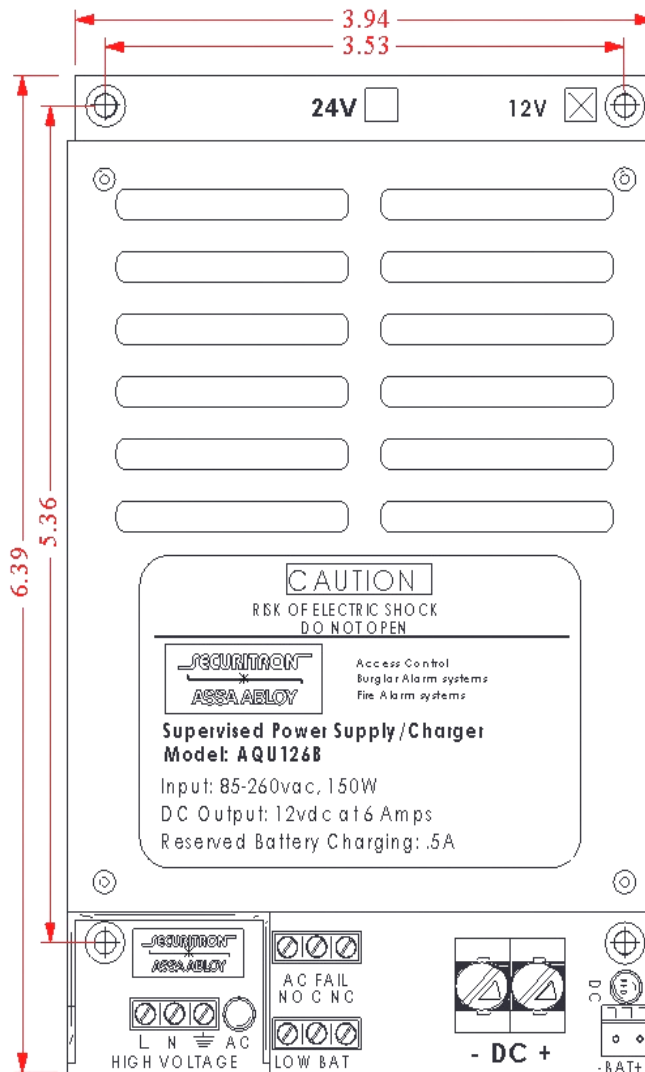 3.94
3.53
24V 12V
6.39
5.36
CAUTION
RISK OF ELECTRIC SHOCK
DO NOT OPEN
SECURITRON
ASSA ABLOY
Access Control
Burglar Alarm systems
Fire Alarm systems
Supervised Power Supply/Charger
Model: AQU126B
Input: 85-260vac, 150W
DC Output: 12vdc at 6 Amps
Reserved Battery Charging: .5A
SECURITRON
ASSA ABLOY
AC FAIL
NO C NC
DC
L N AC
HIGH VOLTAGE
LOW BAT
- DC +
-BAT+